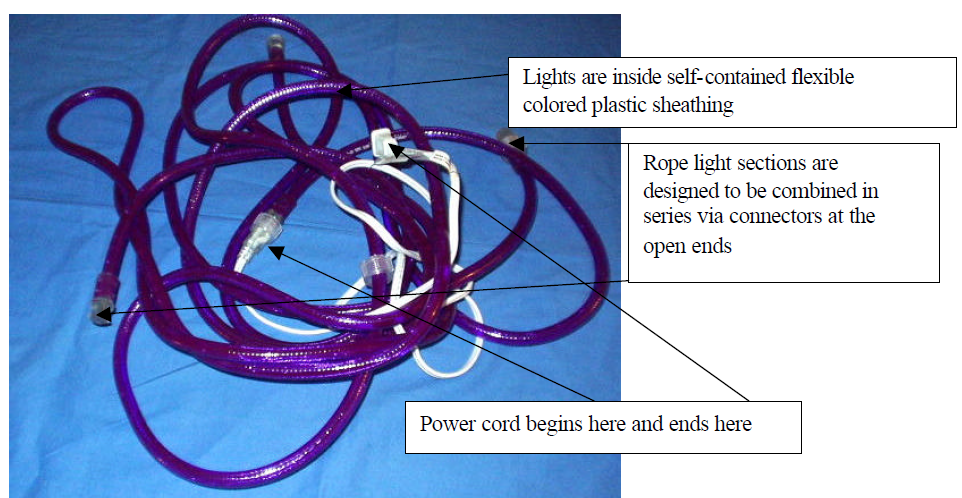 Lights are inside self-contained flexible
colored plastic sheathing
Rope light sections are
designed to be combined in
series via connectors at the
open ends
Power cord begins here and ends here